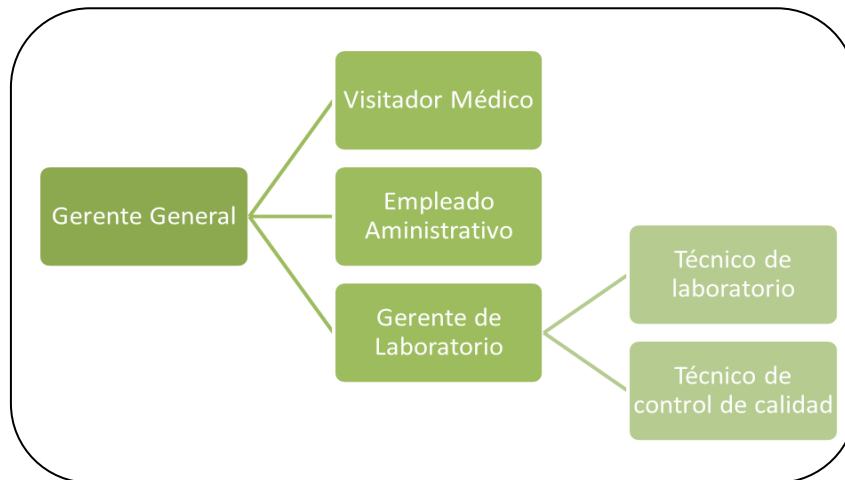 Visitador Médico
Gerente General
Empleado
Aministrativo
Gerente de
Laboratorio
Técnico de
laboratorio
Técnico de
control de calidad